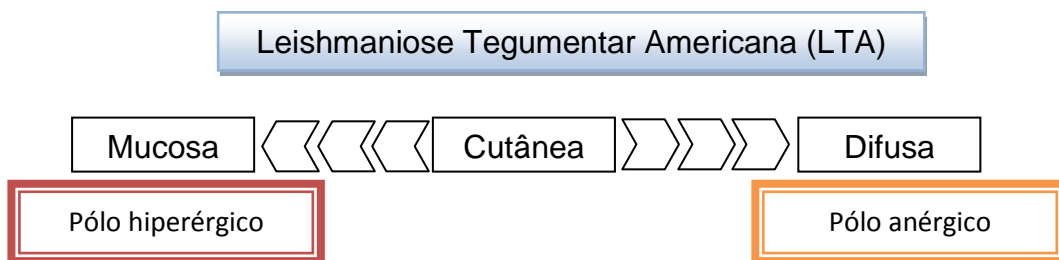 Leishmaniose Tegumentar Americana (LTA)
Mucosa Cutânea Difusa
Pólo hiperérgico Pólo anérgico